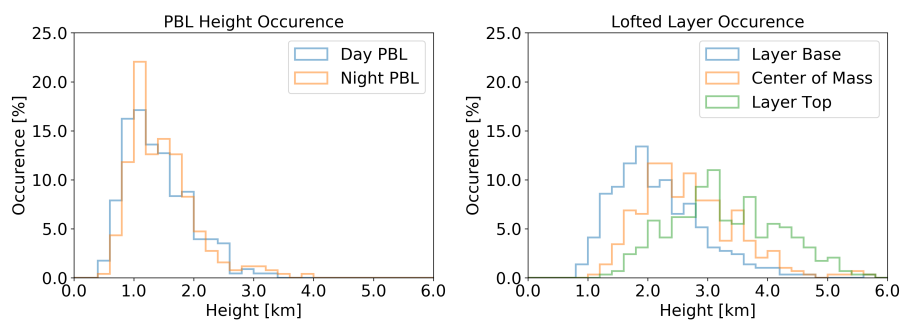 PBL Height Occurence
25.0
20.0
15.0
10.0
5.0
0.0
Occurence [%]
0.0 1.0 2.0 3.0 4.0 5.0 6.0
Height [km]
Day PBL
Night PBL
Lofted Layer Occurence
25.0
20.0
15.0
10.0
5.0
0.0
Occurence [%]
0.0 1.0 2.0 3.0 4.0 5.0 6.0
Height [km]
Layer Base
Center of Mass
Layer Top